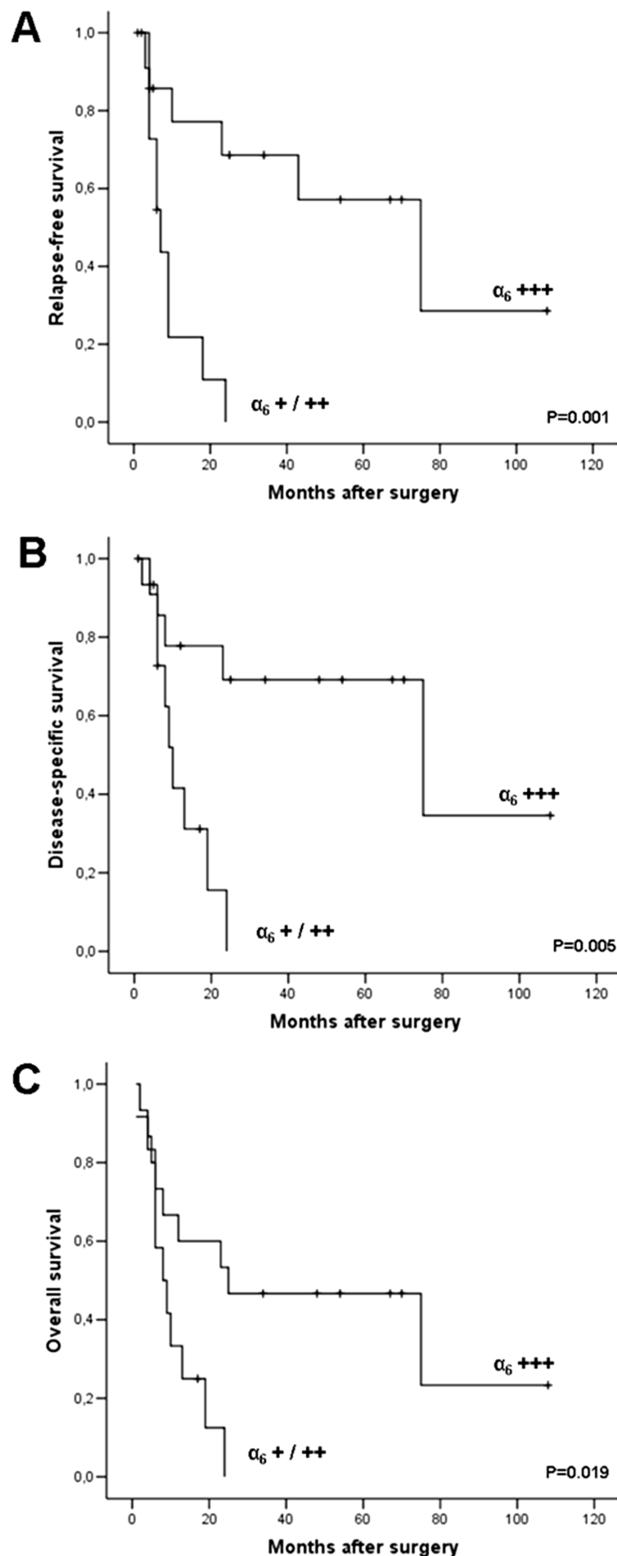 A
Relapse-free survival
1,0
0,8
0,6
0,4
0,2
0,0
α₆ +++
α₆ + / ++
P=0.001
0 20 40 60 80 100 120
Months after surgery
B
Disease-specific survival
1,0
0,8
0,6
0,4
0,2
0,0
α₆ +++
α₆ + / ++
P=0.005
0 20 40 60 80 100 120
Months after surgery
C
Overall survival
1,0
0,8
0,6
0,4
0,2
0,0
α₆ +++
α₆ + / ++
P=0.019
0 20 40 60 80 100 120
Months after surgery